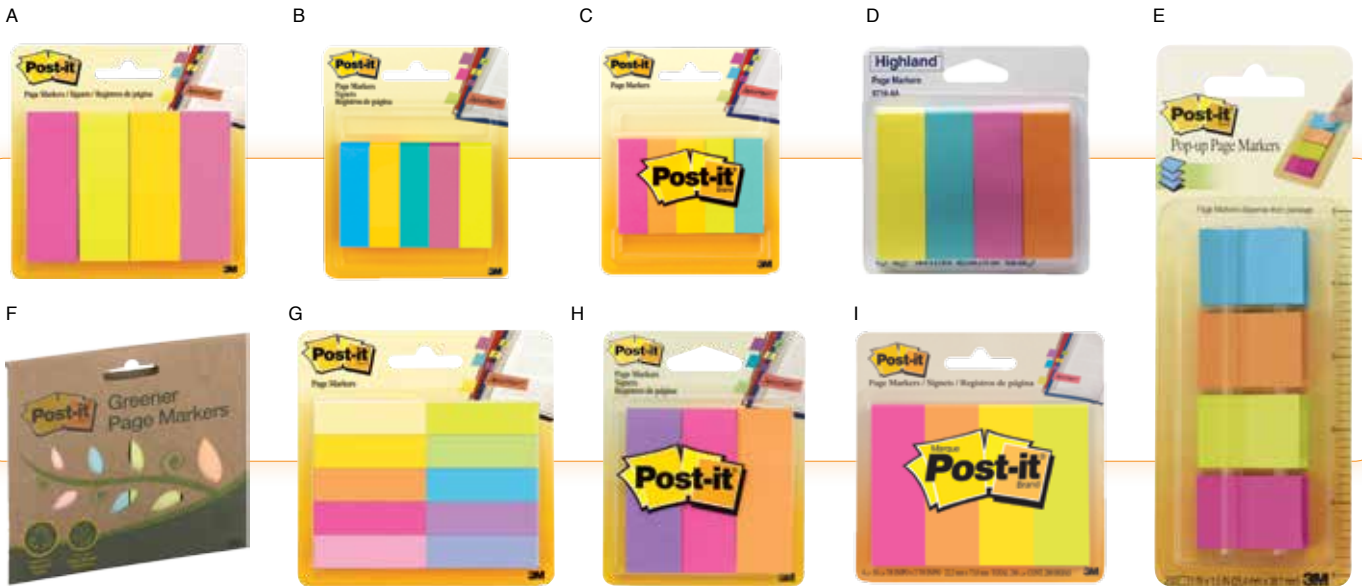 A
B
C
D
E
Post-it
Page Markers / Signets / Registros de página
3M
Post-it
Page Markers
Signets
Registros de página
3M
Post-it
Page Markers
Post-it
Brand
3M
Highland
Page Markers
Post-it
Pop-up Page Markers
3M
F
G
H
I
Post-it
Greener
Page Markers
Post-it
Page Markers
3M
Post-it
Page Markers
Signets
Registros de página
Post-it
3M
Post-it
Page Markers / Signets / Registros de página
Marque
Post-it
Brand
3M